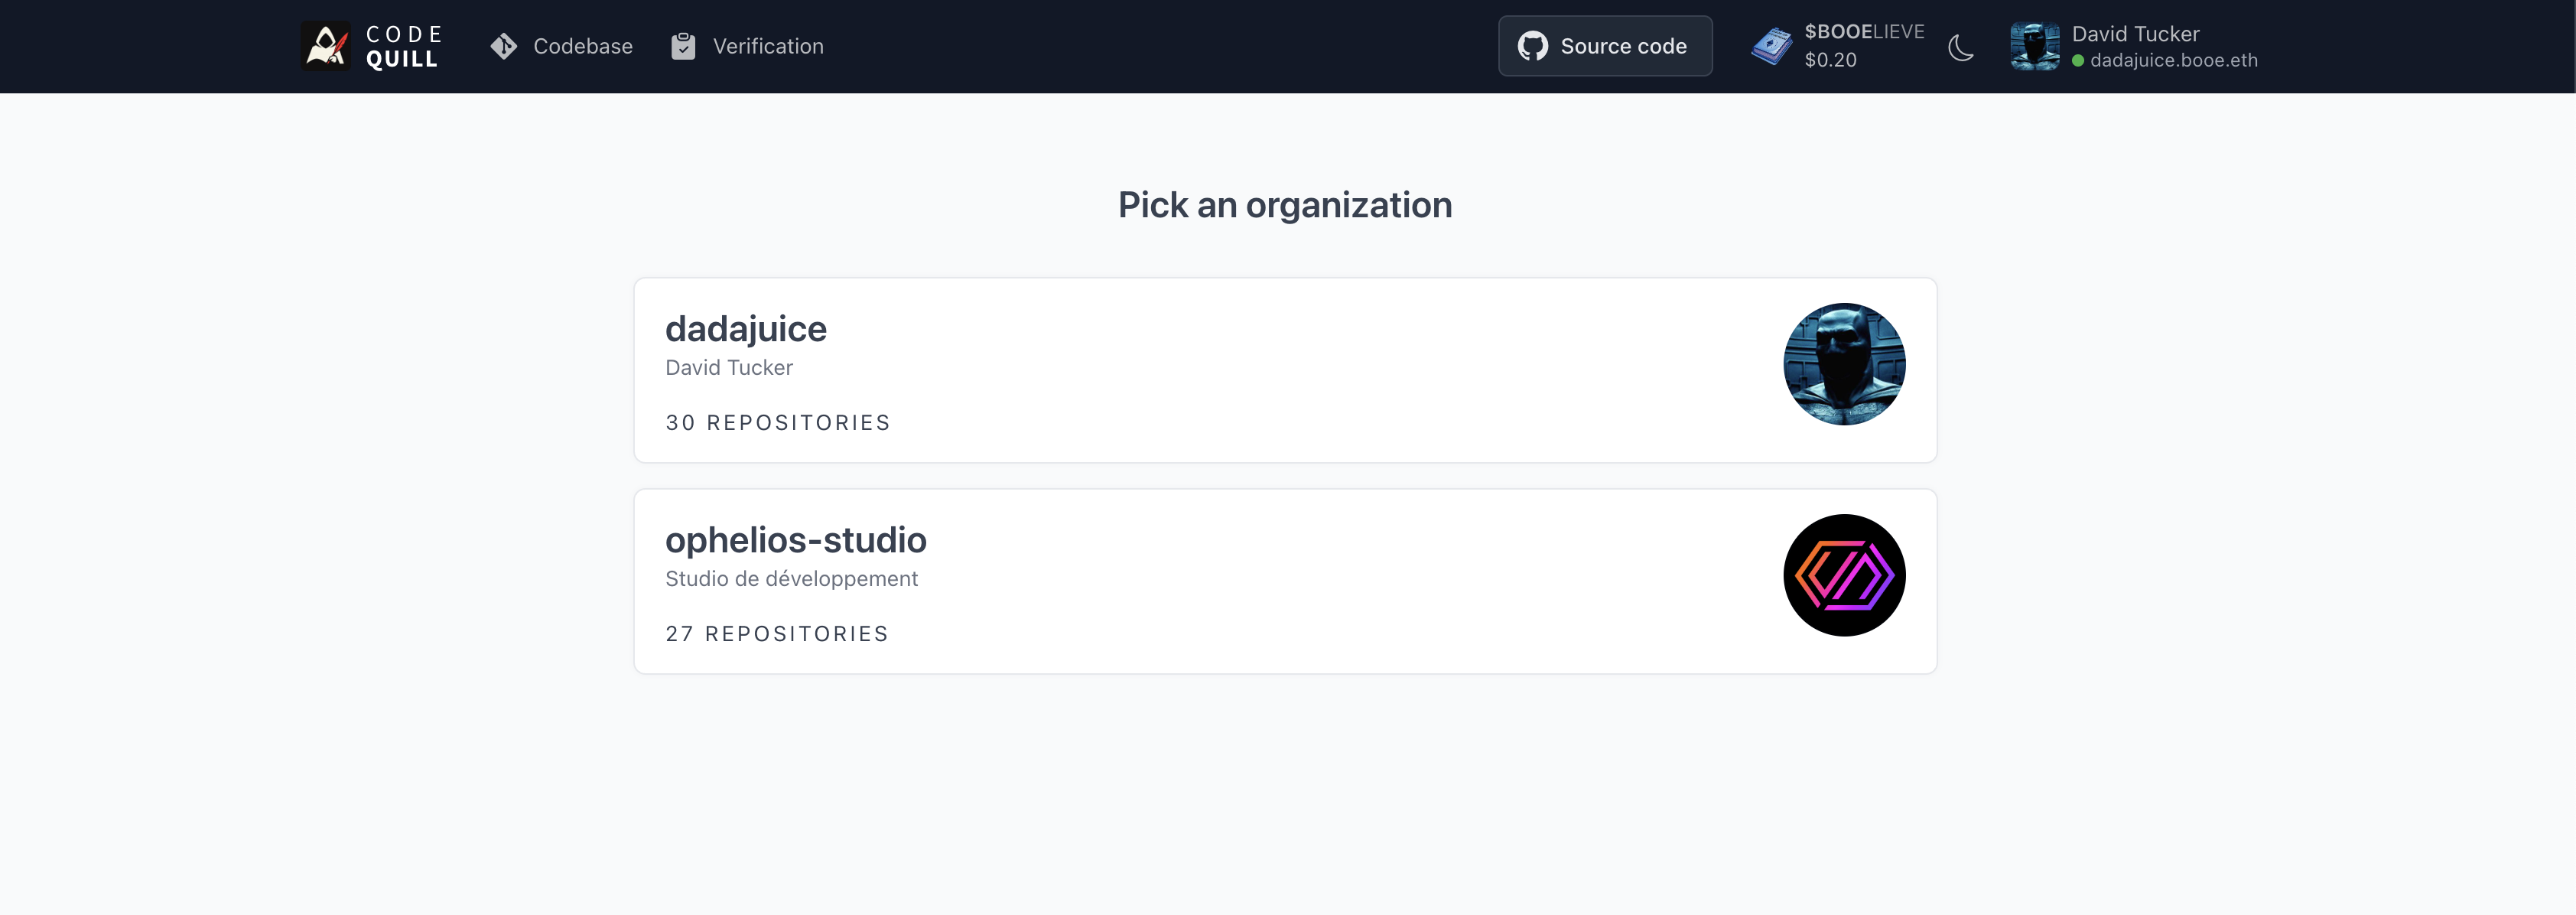 CODE
QUILL
Codebase
Verification
Source code
$BOOELIEVE
$0.20
David Tucker
dadajuice.booe.eth
Pick an organization
dadajuice
David Tucker
30 REPOSITORIES
ophelios-studio
Studio de développement
27 REPOSITORIES